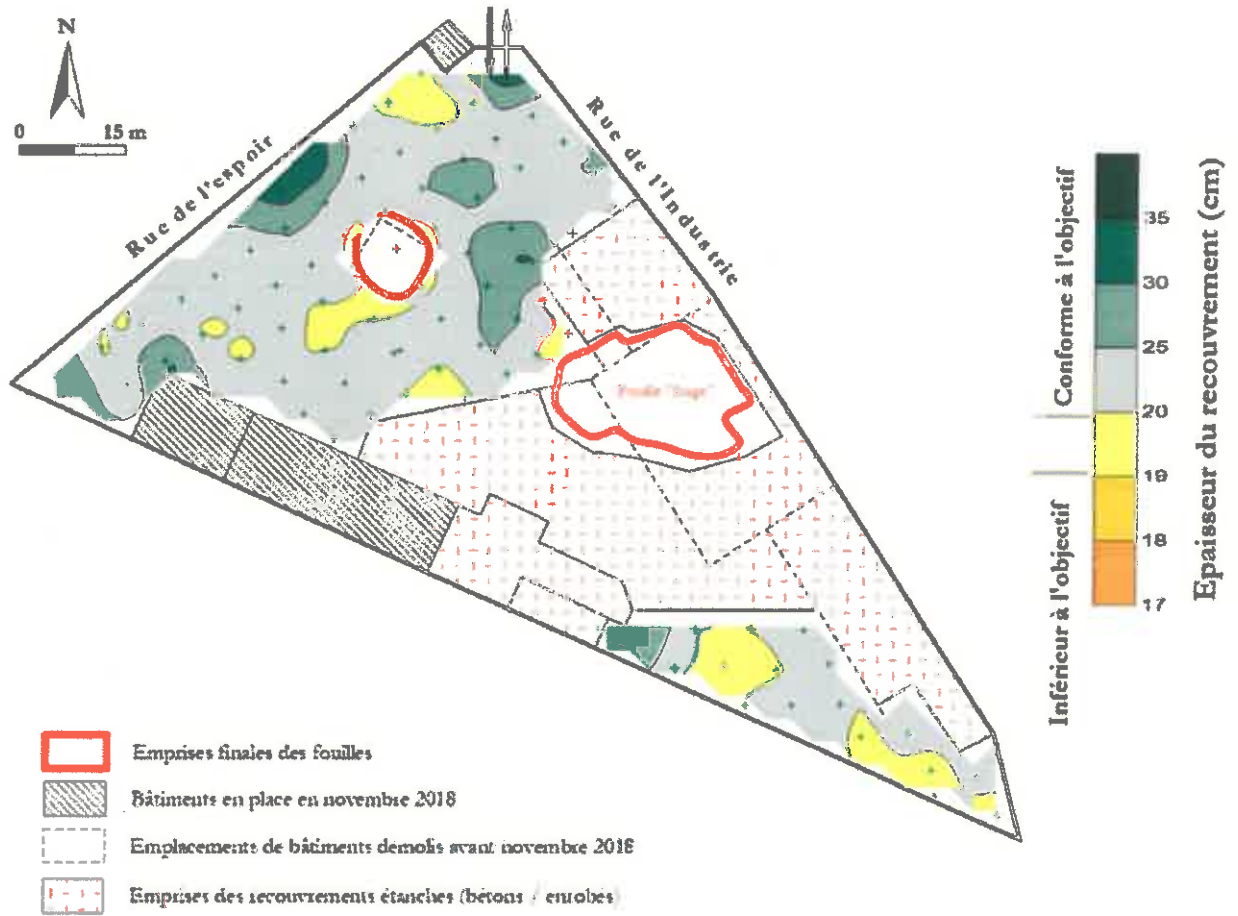 N
0 15 m
Rue de l'espoir
Rue de l'Industrie
Fouille "Stage"
Conforme à l'objectif
Inférieur à l'objectif
35
30
25
20
19
18
17
Epaisseur du recouvrement (cm)
Emprises finales des fouilles
Bâtiments en place en novembre 2018
Emplacements de bâtiments démolis avant novembre 2018
Emprises des recouvrements étanches (bétons / enrobés)